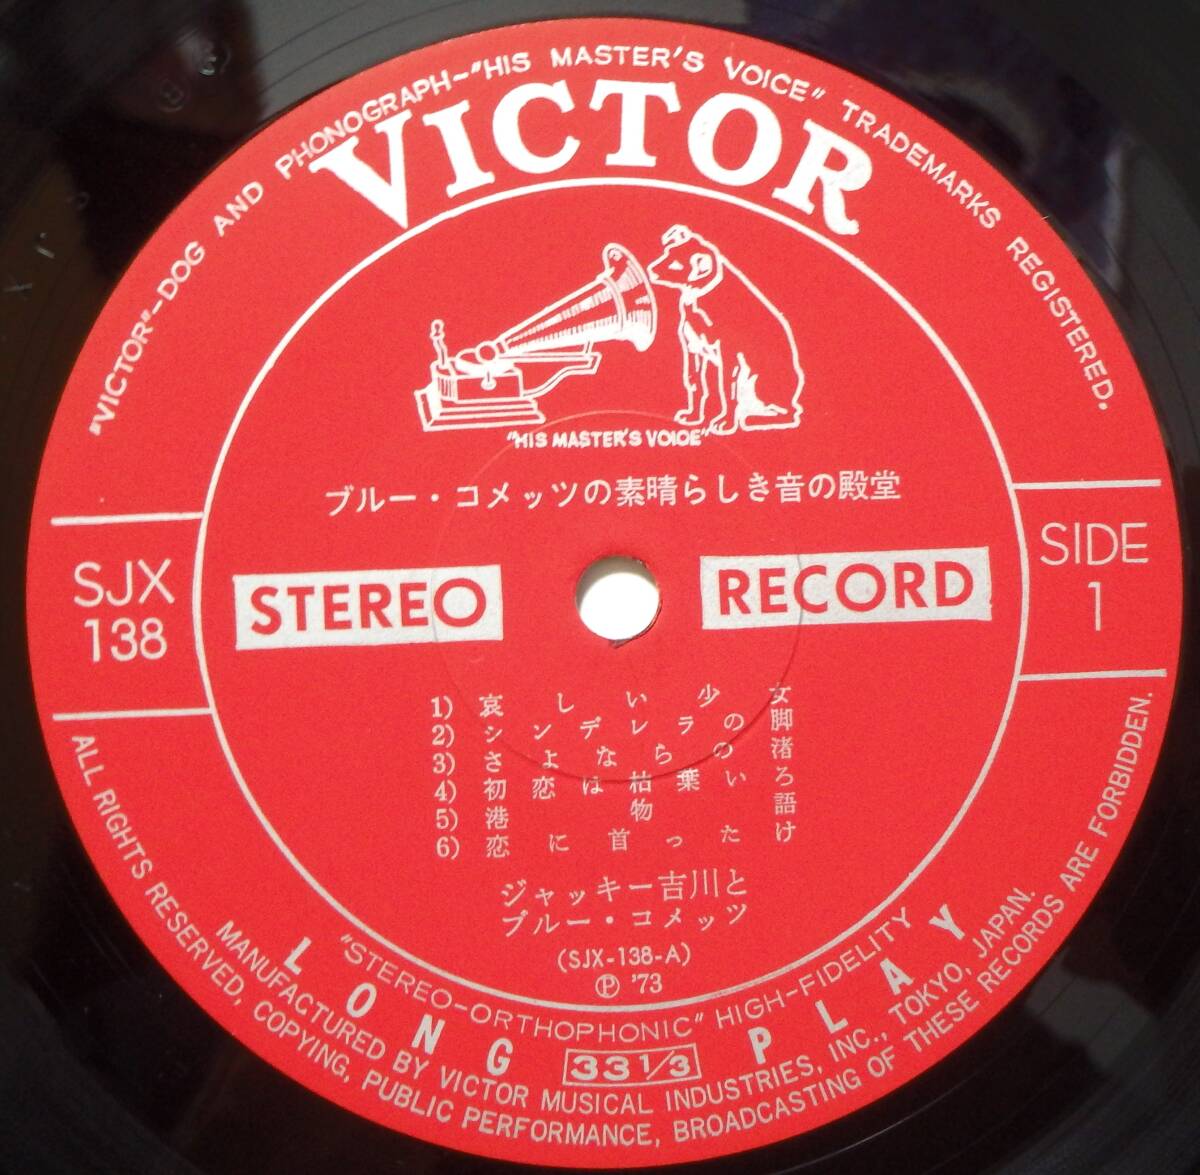 "VICTOR"—DOG AND PHONOGRAPH—"HIS MASTER'S VOICE" TRADEMARKS REGISTERED.
VICTOR
"HIS MASTER'S VOICE"
ブルー・コメッツの素晴らしき音の殿堂
SJX
138
STEREO RECORD
SIDE
1
1) 哀しい少女
2) シンデレラの脚
3) さよならの渚
4) 初恋は枯葉いろ
5) 港物語
6) 恋に首ったけ
ジャッキー吉川と
ブルー・コメッツ
(SJX-138-A)
Ⓟ '73
"STEREO-ORTHOPHONIC" HIGH-FIDELITY
LONG 33 1/3 PLAY
MANUFACTURED BY VICTOR MUSICAL INDUSTRIES, INC., TOKYO, JAPAN.
ALL RIGHTS RESERVED, COPYING, PUBLIC PERFORMANCE, BROADCASTING OF THESE RECORDS ARE FORBIDDEN.